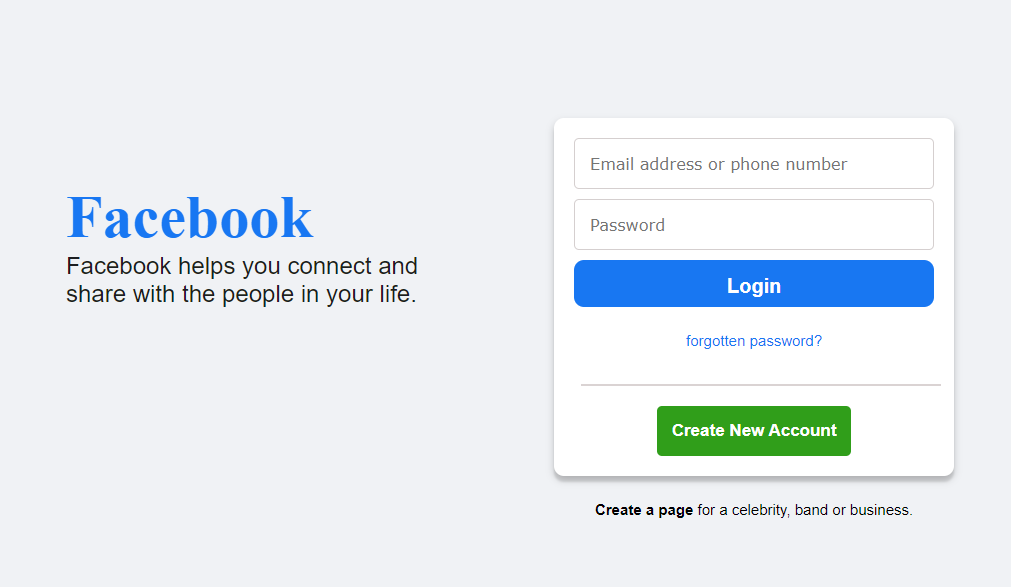 Facebook
Facebook helps you connect and
share with the people in your life.
Email address or phone number
Password
Login
forgotten password?
Create New Account
Create a page for a celebrity, band or business.